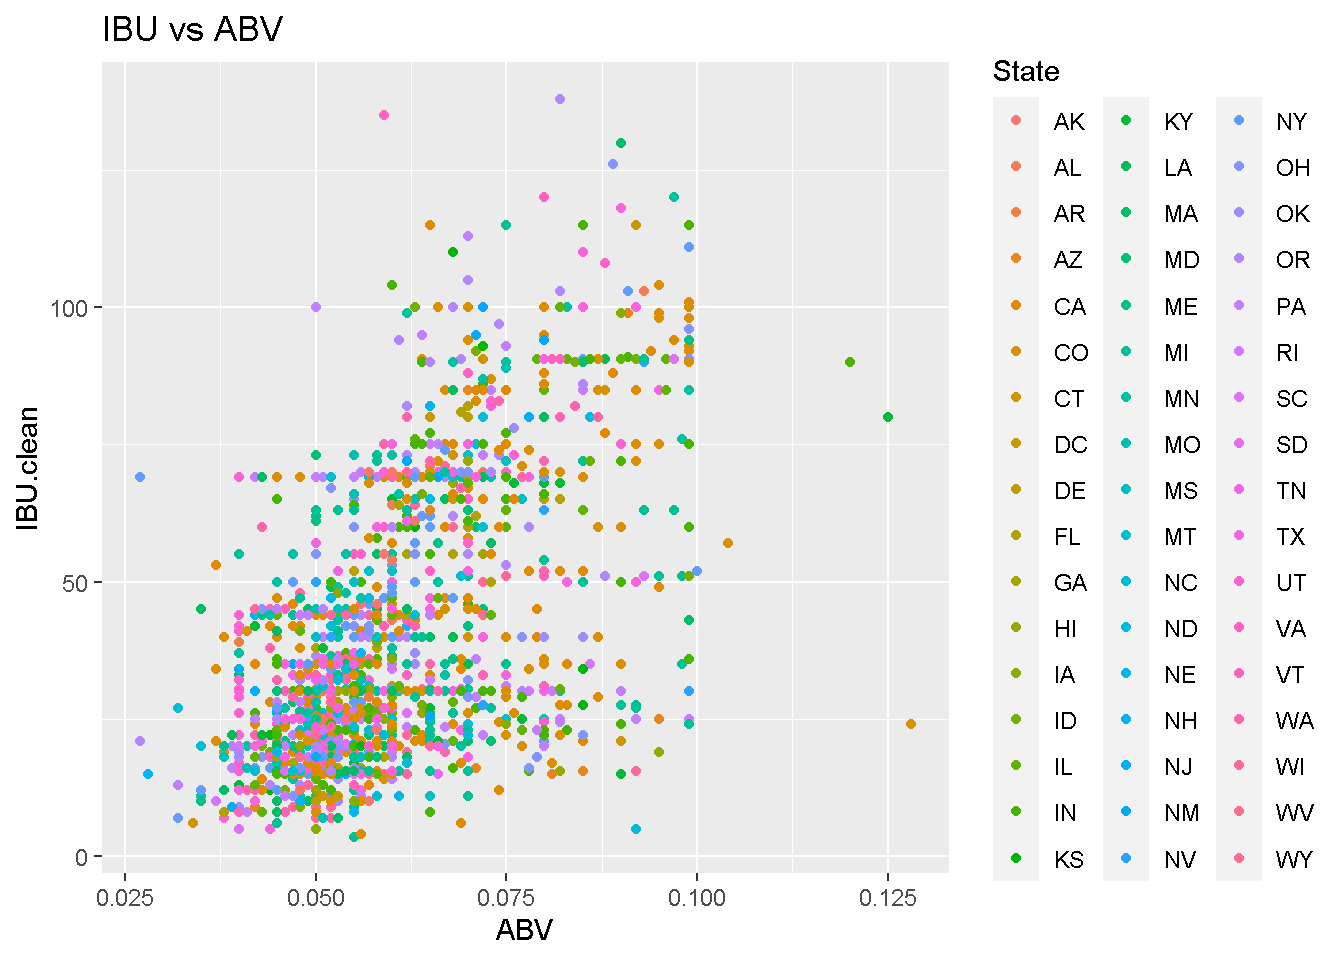 IBU vs ABV
IBU.clean
100
50
0
0.025
0.050
0.075
0.100
0.125
ABV
State
AK
AL
AR
AZ
CA
CO
CT
DC
DE
FL
GA
HI
IA
ID
IL
IN
KS
KY
LA
MA
MD
ME
MI
MN
MO
MS
MT
NC
ND
NE
NH
NJ
NM
NV
NY
OH
OK
OR
PA
RI
SC
SD
TN
TX
UT
VA
VT
WA
WI
WV
WY